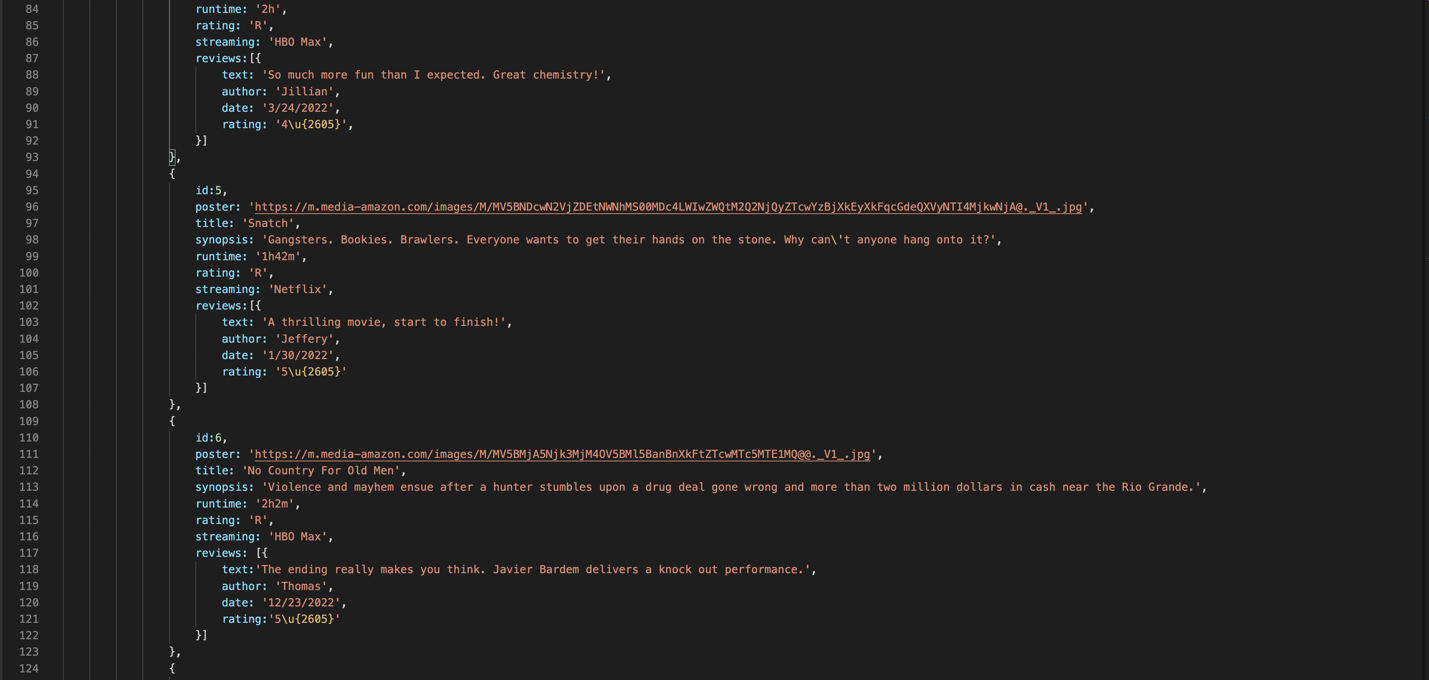 84 runtime: '2h',
85 rating: 'R',
86 streaming: 'HBO Max',
87 reviews:[{
88 text: 'So much more fun than I expected. Great chemistry!',
89 author: 'Jillian',
90 date: '3/24/2022',
91 rating: '4\u{2605}',
92 }]
93 },
94 {
95 id:5,
96 poster: 'https://m.media-amazon.com/images/M/MV5BNDcwN2VjZDEtNWNhMS00MDc4LWIwZWQtM2Q2NjQyZTcwYzBjXkEyXkFqcGdeQXVyNTI4MjkwNjA@._V1_.jpg',
97 title: 'Snatch',
98 synopsis: 'Gangsters. Bookies. Brawlers. Everyone wants to get their hands on the stone. Why can\'t anyone hang onto it?',
99 runtime: '1h42m',
100 rating: 'R',
101 streaming: 'Netflix',
102 reviews:[{
103 text: 'A thrilling movie, start to finish!',
104 author: 'Jeffery',
105 date: '1/30/2022',
106 rating: '5\u{2605}'
107 }]
108 },
109 {
110 id:6,
111 poster: 'https://m.media-amazon.com/images/M/MV5BMjA5Njk3MjM4OV5BMl5BanBnXkFtZTcwMTc5MTE1MQ@@._V1_.jpg',
112 title: 'No Country For Old Men',
113 synopsis: 'Violence and mayhem ensue after a hunter stumbles upon a drug deal gone wrong and more than two million dollars in cash near the Rio Grande.',
114 runtime: '2h2m',
115 rating: 'R',
116 streaming: 'HBO Max',
117 reviews: [{
118 text:'The ending really makes you think. Javier Bardem delivers a knock out performance.',
119 author: 'Thomas',
120 date: '12/23/2022',
121 rating:'5\u{2605}'
122 }]
123 },
124 {